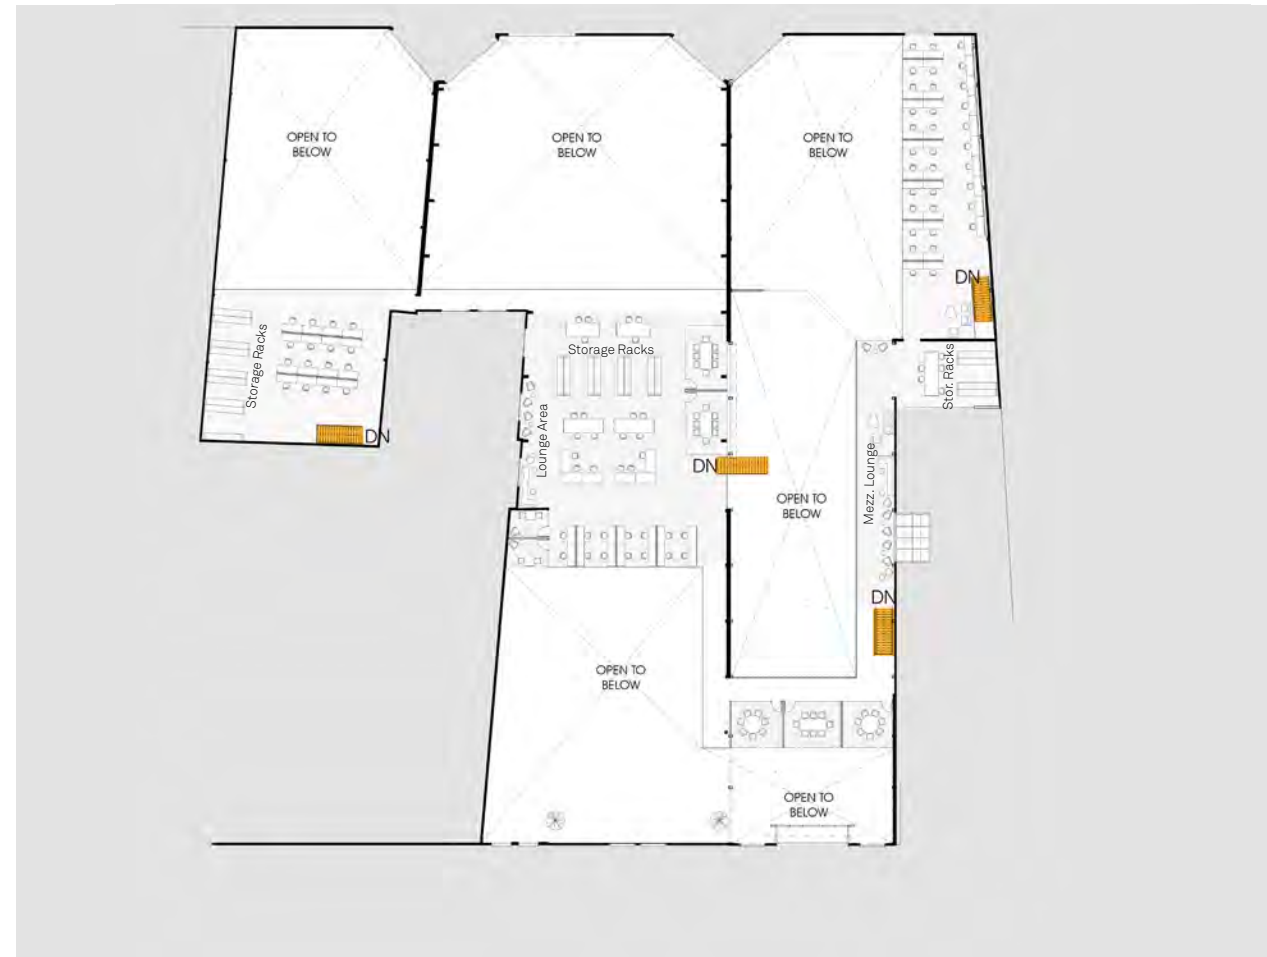 OPEN TO
BELOW
OPEN TO
BELOW
OPEN TO
BELOW
DN
Storage Racks
Storage Racks
Stor. Racks
Lounge Area
DN
DN
Mezz. Lounge
OPEN TO
BELOW
DN
OPEN TO
BELOW
OPEN TO
BELOW